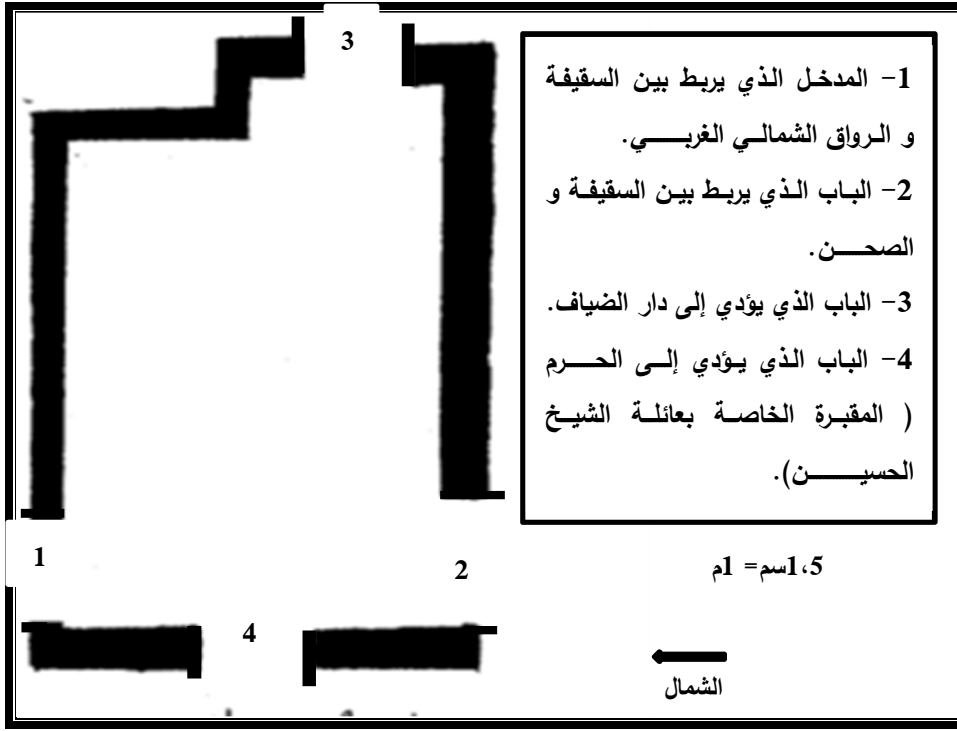 3
1- المدخل الذي يربط بين السقيفة
و الرواق الشمالي الغربي.
2- الباب الذي يربط بين السقيفة و
الصحن.
3- الباب الذي يؤدي إلى دار الضياف.
4- الباب الذي يؤدي إلى الحرم
( المقبرة الخاصة بعائلة الشيخ
الحسين).
1
2
1،5سم= 1م
4
الشمال